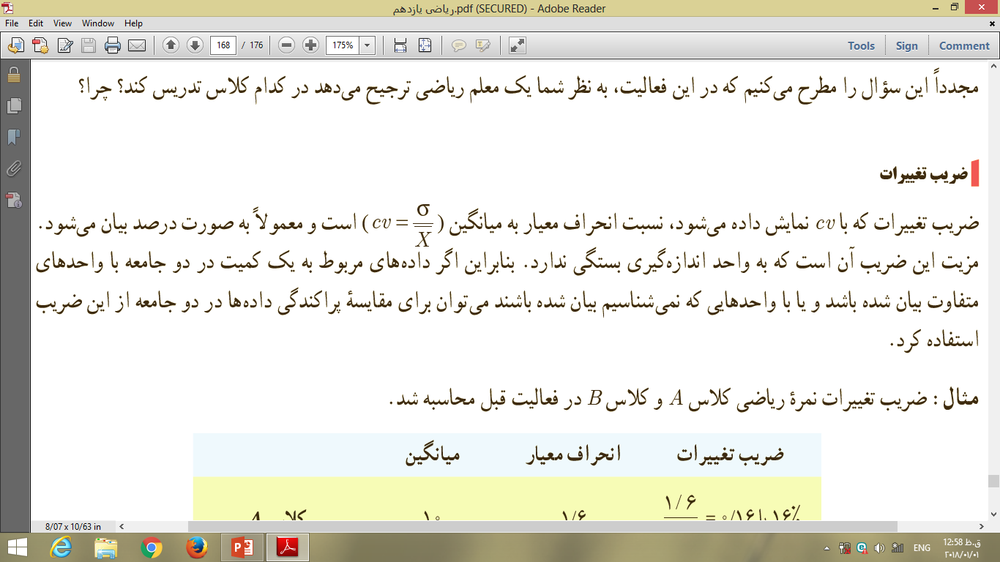 ریاضی یازدهم.pdf (SECURED) - Adobe Reader
File Edit View Window Help
168 / 176 175% Tools Sign Comment
مجدداً این سؤال را مطرح می‌کنیم که در این فعالیت، به نظر شما یک معلم ریاضی ترجیح می‌دهد در کدام کلاس تدریس کند؟ چرا؟
ضریب تغییرات
ضریب تغییرات که با cv نمایش داده می‌شود، نسبت انحراف معیار به میانگین (cv = σ/X̄) است و معمولاً به صورت درصد بیان می‌شود.
مزیت این ضریب آن است که به واحد اندازه‌گیری بستگی ندارد. بنابراین اگر داده‌های مربوط به یک کمیت در دو جامعه با واحدهای
متفاوت بیان شده باشد و یا با واحدهایی که نمی‌شناسیم بیان شده باشند می‌توان برای مقایسهٔ پراکندگی داده‌ها در دو جامعه از این ضریب
استفاده کرد.
مثال : ضریب تغییرات نمرهٔ ریاضی کلاس A و کلاس B در فعالیت قبل محاسبه شد.
میانگین انحراف معیار ضریب تغییرات
کلاس A ۱۰ ۱/۶ ۱/۶ = ۰/۱۶ یا ۱۶٪
8/07 x 10/63 in
ENG 12:58 ق.ظ
۲۰۱۸/۰۱/۰۱